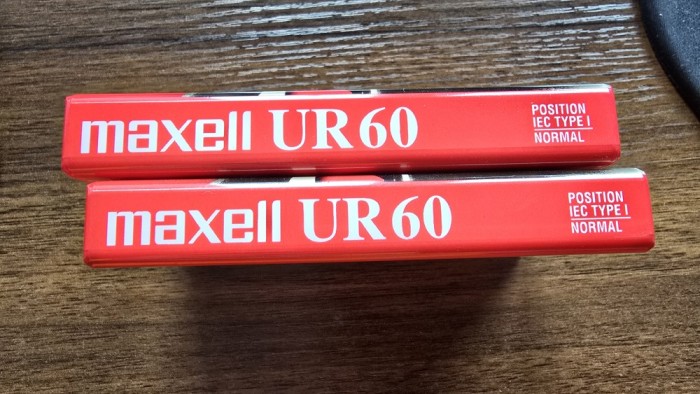 maxell UR60
POSITION
IEC TYPE I
NORMAL
maxell UR60
POSITION
IEC TYPE I
NORMAL